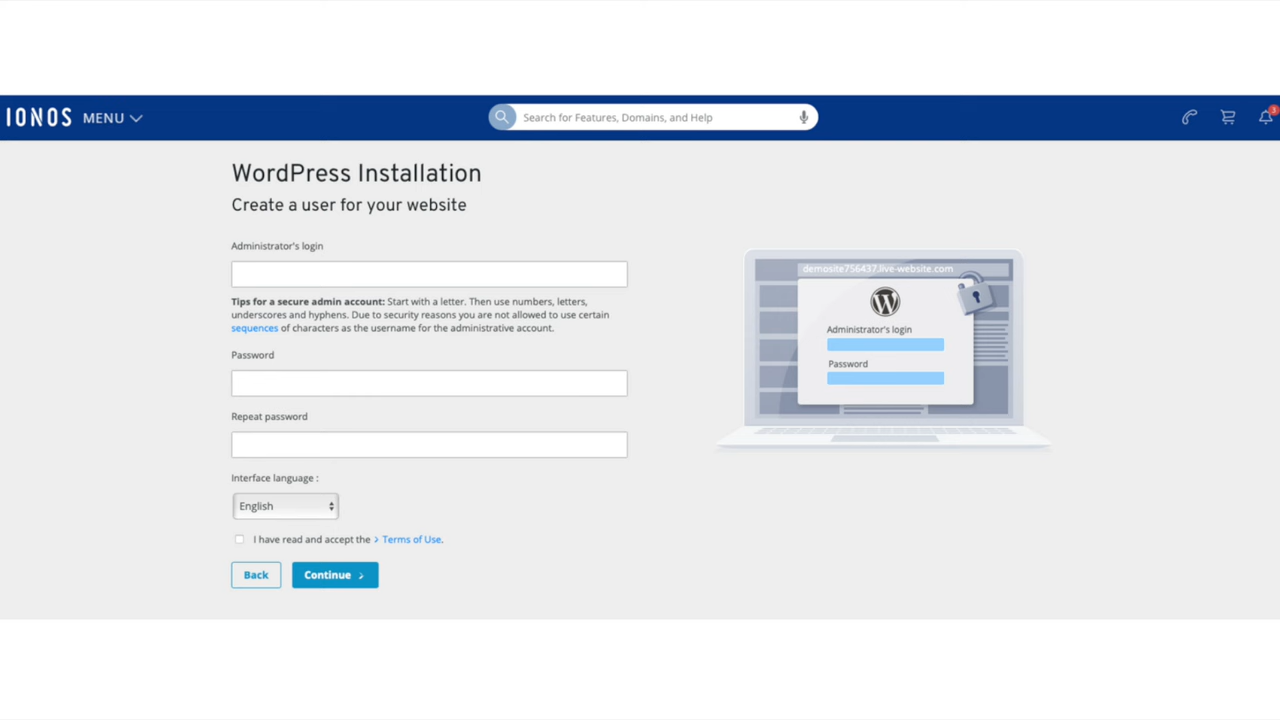 IONOS MENU
Search for Features, Domains, and Help
3
WordPress Installation
Create a user for your website
Administrator's login
Tips for a secure admin account: Start with a letter. Then use numbers, letters,
underscores and hyphens. Due to security reasons you are not allowed to use certain
sequences of characters as the username for the administrative account.
Password
Repeat password
Interface language :
English
I have read and accept the › Terms of Use.
Back
Continue ›
demosite756437.live-website.com
W
Administrator's login
Password